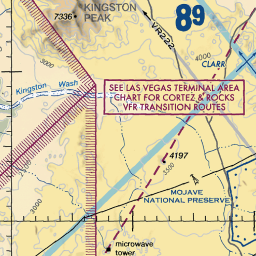 7336
KINGSTON
PEAK
VR222
89
4000
CLARK
Kingston
Wash
3000
SEE LAS VEGAS TERMINAL AREA
CHART FOR CORTEZ & ROCKS
VFR TRANSITION ROUTES
3500
4197
MOJAVE
NATIONAL PRESERVE
3000
microwave
tower